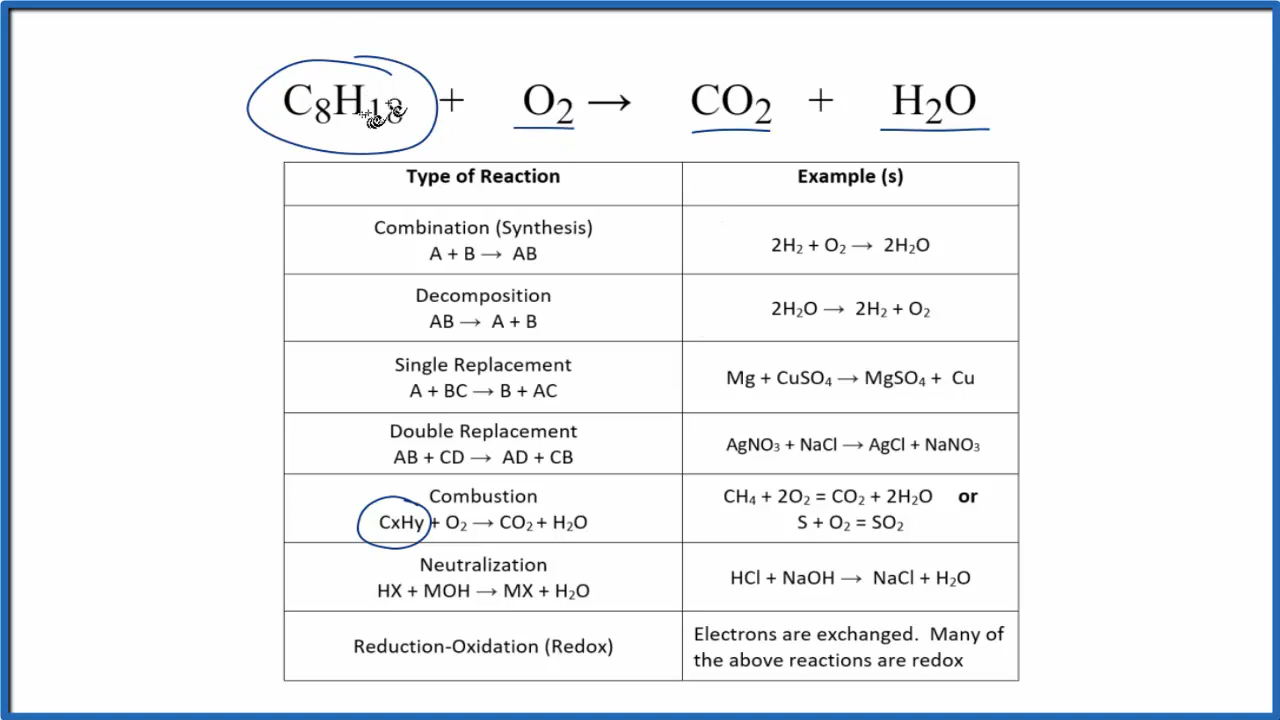 C₈H₁₈ + O₂ → CO₂ + H₂O
Type of Reaction
Example (s)
Combination (Synthesis)
A + B → AB
2H₂ + O₂ → 2H₂O
Decomposition
AB → A + B
2H₂O → 2H₂ + O₂
Single Replacement
A + BC → B + AC
Mg + CuSO₄ → MgSO₄ + Cu
Double Replacement
AB + CD → AD + CB
AgNO₃ + NaCl → AgCl + NaNO₃
Combustion
CxHy + O₂ → CO₂ + H₂O
CH₄ + 2O₂ = CO₂ + 2H₂O or
S + O₂ = SO₂
Neutralization
HX + MOH → MX + H₂O
HCl + NaOH → NaCl + H₂O
Reduction-Oxidation (Redox)
Electrons are exchanged. Many of
the above reactions are redox